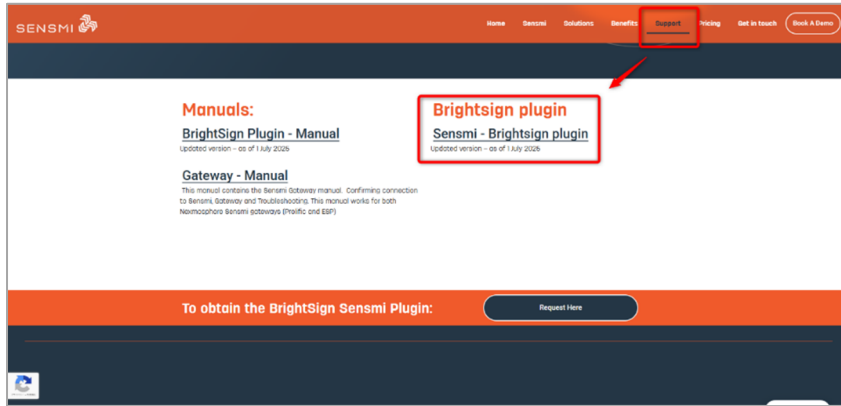 SENSMI
Home Sensmi Solutions Benefits Support Pricing Get in touch Book A Demo
Manuals:
BrightSign Plugin - Manual
Updated version – as of 1 July 2025
Gateway - Manual
This manual contains the Sensmi Gateway manual. Confirming connection
to Sensmi, Gateway and Troubleshooting. This manual works for both
Nexmosphere Sensmi gateways (Prolific and ESP)
Brightsign plugin
Sensmi - Brightsign plugin
Updated version – as of 1 July 2025
To obtain the BrightSign Sensmi Plugin:
Request Here